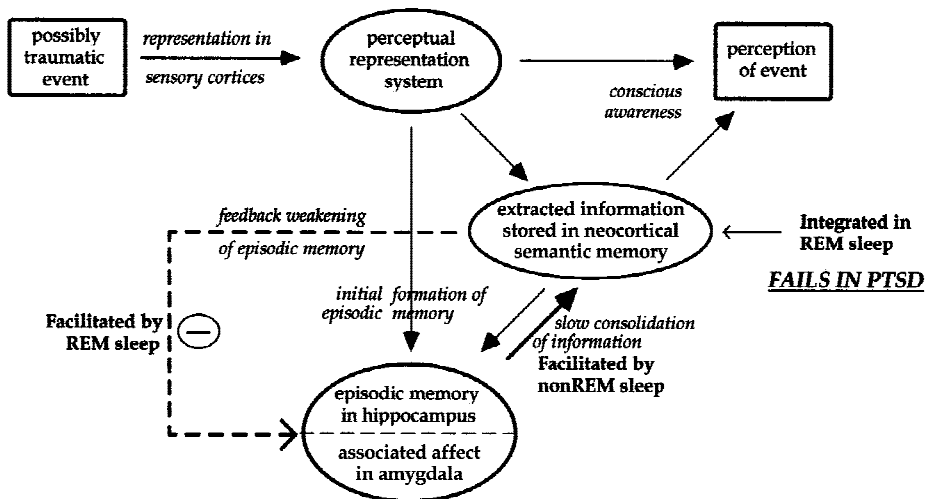 possibly
traumatic
event
representation in
sensory cortices
perceptual
representation
system
perception
of event
conscious
awareness
feedback weakening
of episodic memory
extracted information
stored in neocortical
semantic memory
Integrated in
REM sleep
FAILS IN PTSD
initial formation of
episodic memory
Facilitated by
REM sleep
slow consolidation
of information
Facilitated by
nonREM sleep
episodic memory
in hippocampus
associated affect
in amygdala